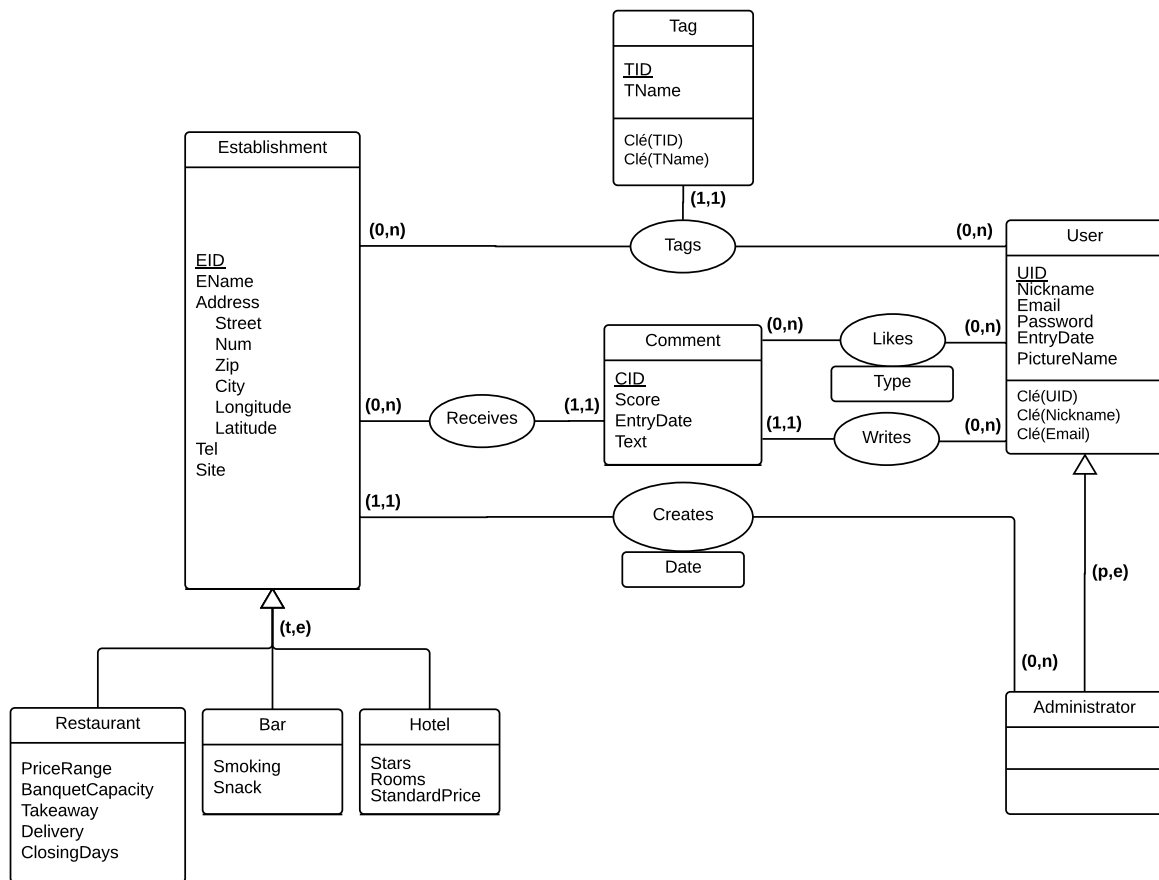 Tag
TID
TName
Clé(TID)
Clé(TName)
(1,1)
Establishment
EID
EName
Address
Street
Num
Zip
City
Longitude
Latitude
Tel
Site
(0,n)
Tags
(0,n)
User
UID
Nickname
Email
Password
EntryDate
PictureName
Clé(UID)
Clé(Nickname)
Clé(Email)
Comment
CID
Score
EntryDate
Text
(0,n)
Likes
(0,n)
Type
(0,n)
Receives
(1,1)
(1,1)
Writes
(0,n)
(1,1)
Creates
Date
(p,e)
(0,n)
(t,e)
Restaurant
PriceRange
BanquetCapacity
Takeaway
Delivery
ClosingDays
Bar
Smoking
Snack
Hotel
Stars
Rooms
StandardPrice
Administrator